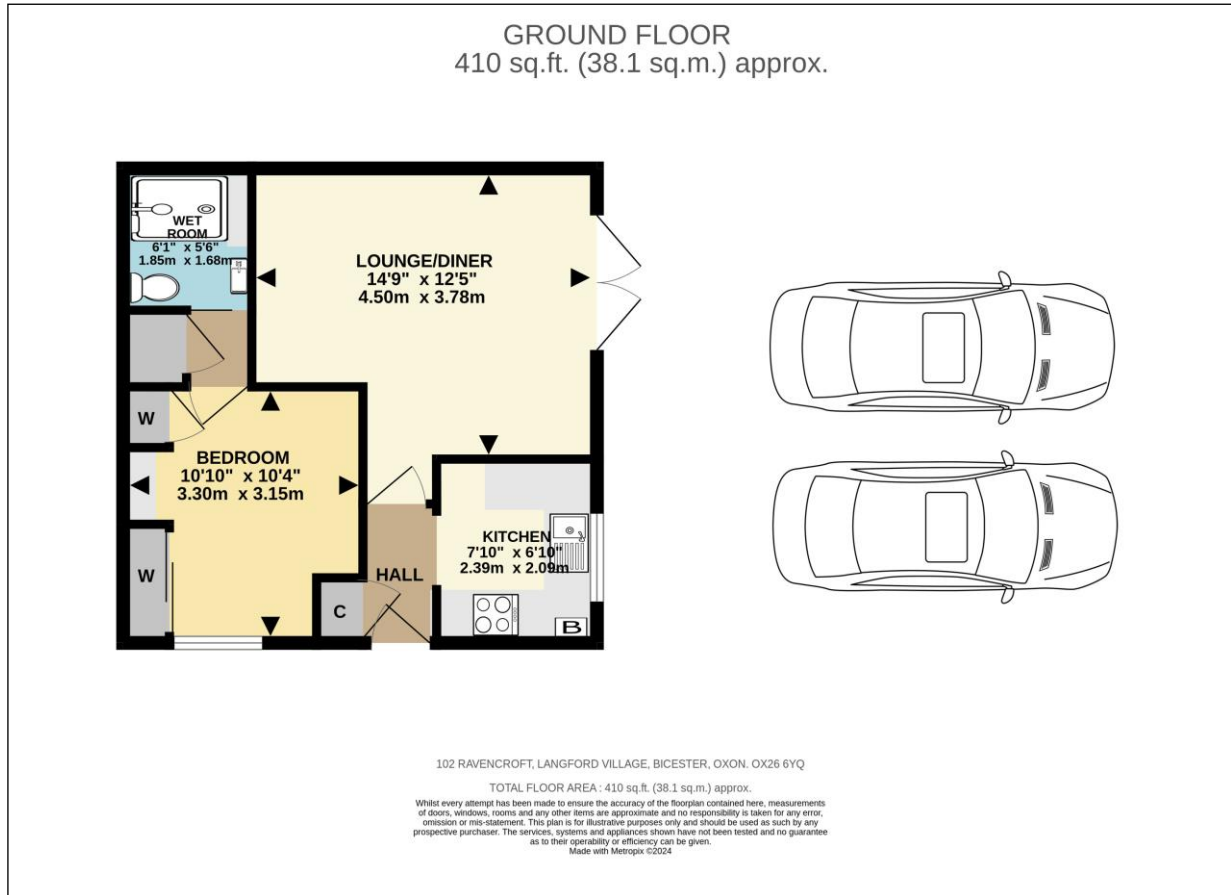 GROUND FLOOR
410 sq.ft. (38.1 sq.m.) approx.
WET
ROOM
6'1" x 5'6"
1.85m x 1.68m
LOUNGE/DINER
14'9" x 12'5"
4.50m x 3.78m
W
BEDROOM
10'10" x 10'4"
3.30m x 3.15m
W
KITCHEN
7'10" x 6'10"
2.39m x 2.09m
HALL
C
B
102 RAVENCROFT, LANGFORD VILLAGE, BICESTER, OXON. OX26 6YQ
TOTAL FLOOR AREA : 410 sq.ft. (38.1 sq.m.) approx.
Whilst every attempt has been made to ensure the accuracy of the floorplan contained here, measurements
of doors, windows, rooms and any other items are approximate and no responsibility is taken for any error,
omission or mis-statement. This plan is for illustrative purposes only and should be used as such by any
prospective purchaser. The services, systems and appliances shown have not been tested and no guarantee
as to their operability or efficiency can be given.
Made with Metropix ©2024